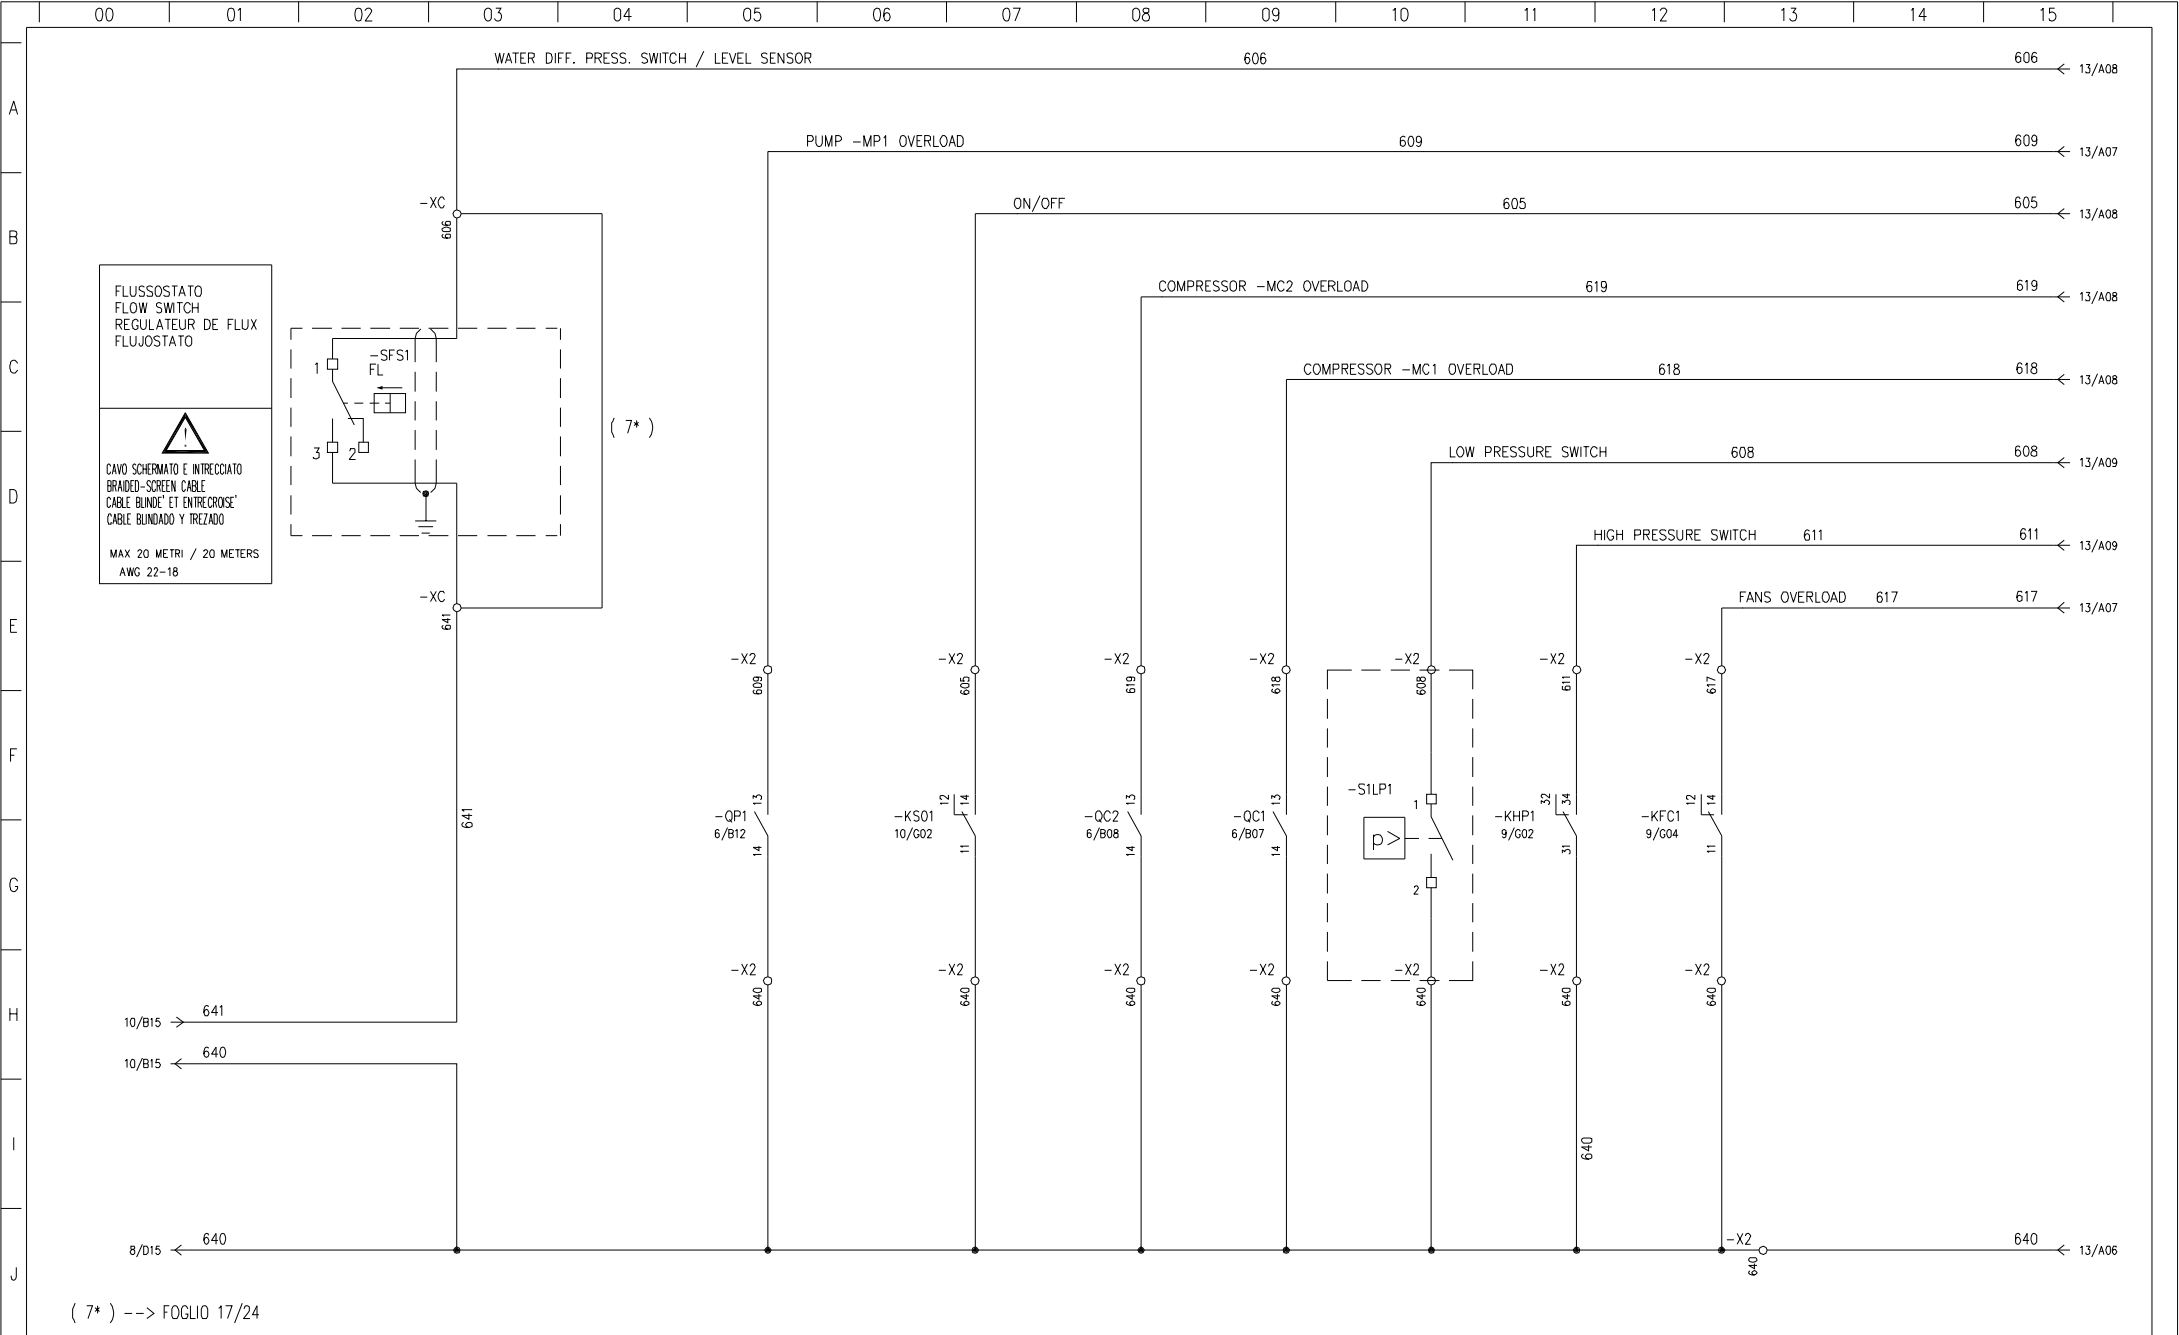 00 01 02 03 04 05 06 07 08 09 10 11 12 13 14 15
A
B
C
D
E
F
G
H
I
J
WATER DIFF. PRESS. SWITCH / LEVEL SENSOR 606 606 13/A08
PUMP -MP1 OVERLOAD 609 609 13/A07
-XC
606
ON/OFF 605 605 13/A08
COMPRESSOR -MC2 OVERLOAD 619 619 13/A08
COMPRESSOR -MC1 OVERLOAD 618 618 13/A08
LOW PRESSURE SWITCH 608 608 13/A09
HIGH PRESSURE SWITCH 611 611 13/A09
FANS OVERLOAD 617 617 13/A07
FLUSSOSTATO
FLOW SWITCH
REGULATEUR DE FLUX
FLUJOSTATO
!
CAVO SCHERMATO E INTRECCIATO
BRAIDED-SCREEN CABLE
CABLE BLINDE' ET ENTRECROISE'
CABLE BLINDADO Y TREZADO
MAX 20 METRI / 20 METERS
AWG 22-18
-SFS1
FL
1
3 2
( 7* )
-XC
641
641
-X2 -X2 -X2 -X2 -X2 -X2 -X2
609 605 619 618 608 611 617
13 12 14 13 13 1 32 34 12 14
-QP1
6/B12
14
-KS01
10/G02
11
-QC2
6/B08
14
-QC1
6/B07
14
-S1LP1
p>
2
-KHP1
9/G02
31
-KFC1
9/G04
11
-X2 -X2 -X2 -X2 -X2 -X2 -X2
640 640 640 640 640 640 640
10/B15 641
10/B15 640
640
8/D15 640 -X2 640 13/A06
640
( 7* ) --> FOGLIO 17/24